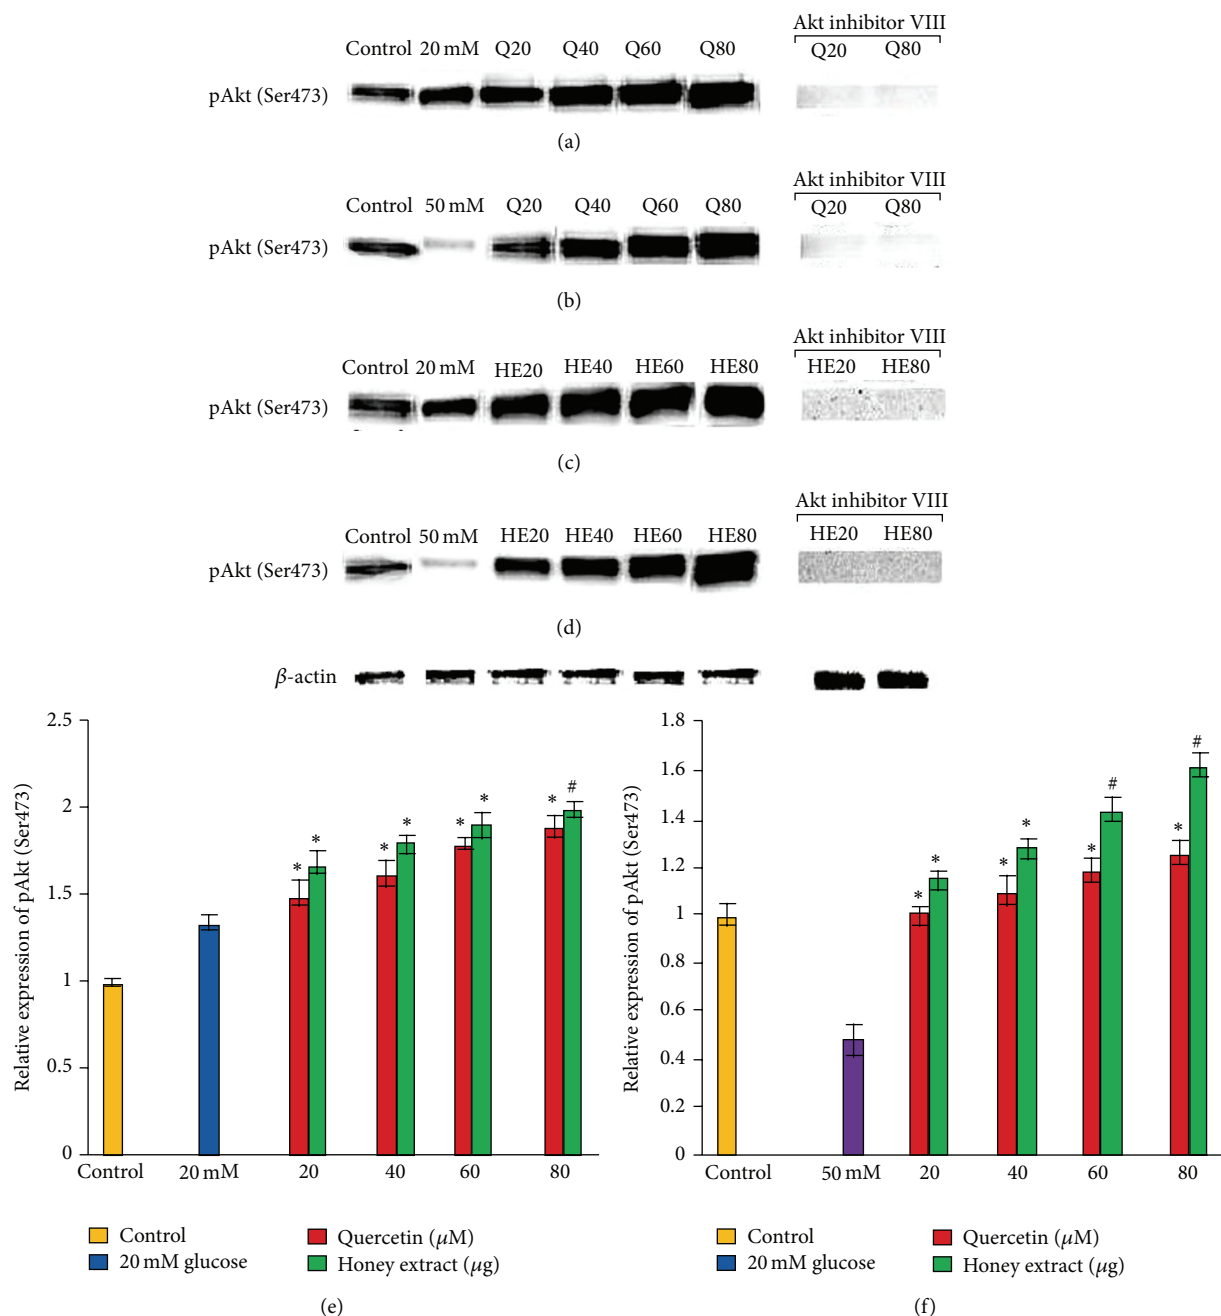 Akt inhibitor VIII
Control 20 mM Q20 Q40 Q60 Q80 Q20 Q80
pAkt (Ser473)
(a)
Akt inhibitor VIII
Control 50 mM Q20 Q40 Q60 Q80 Q20 Q80
pAkt (Ser473)
(b)
Akt inhibitor VIII
Control 20 mM HE20 HE40 HE60 HE80 HE20 HE80
pAkt (Ser473)
(c)
Akt inhibitor VIII
Control 50 mM HE20 HE40 HE60 HE80 HE20 HE80
pAkt (Ser473)
(d)
β-actin
Relative expression of pAkt (Ser473)
2.5
2
1.5
1
0.5
0
* * * * * * * #
Control 20 mM 20 40 60 80
Control
20 mM glucose
Quercetin (μM)
Honey extract (μg)
(e)
Relative expression of pAkt (Ser473)
1.8
1.6
1.4
1.2
1
0.8
0.6
0.4
0.2
0
* * * * * # * #
Control 50 mM 20 40 60 80
Control
20 mM glucose
Quercetin (μM)
Honey extract (μg)
(f)